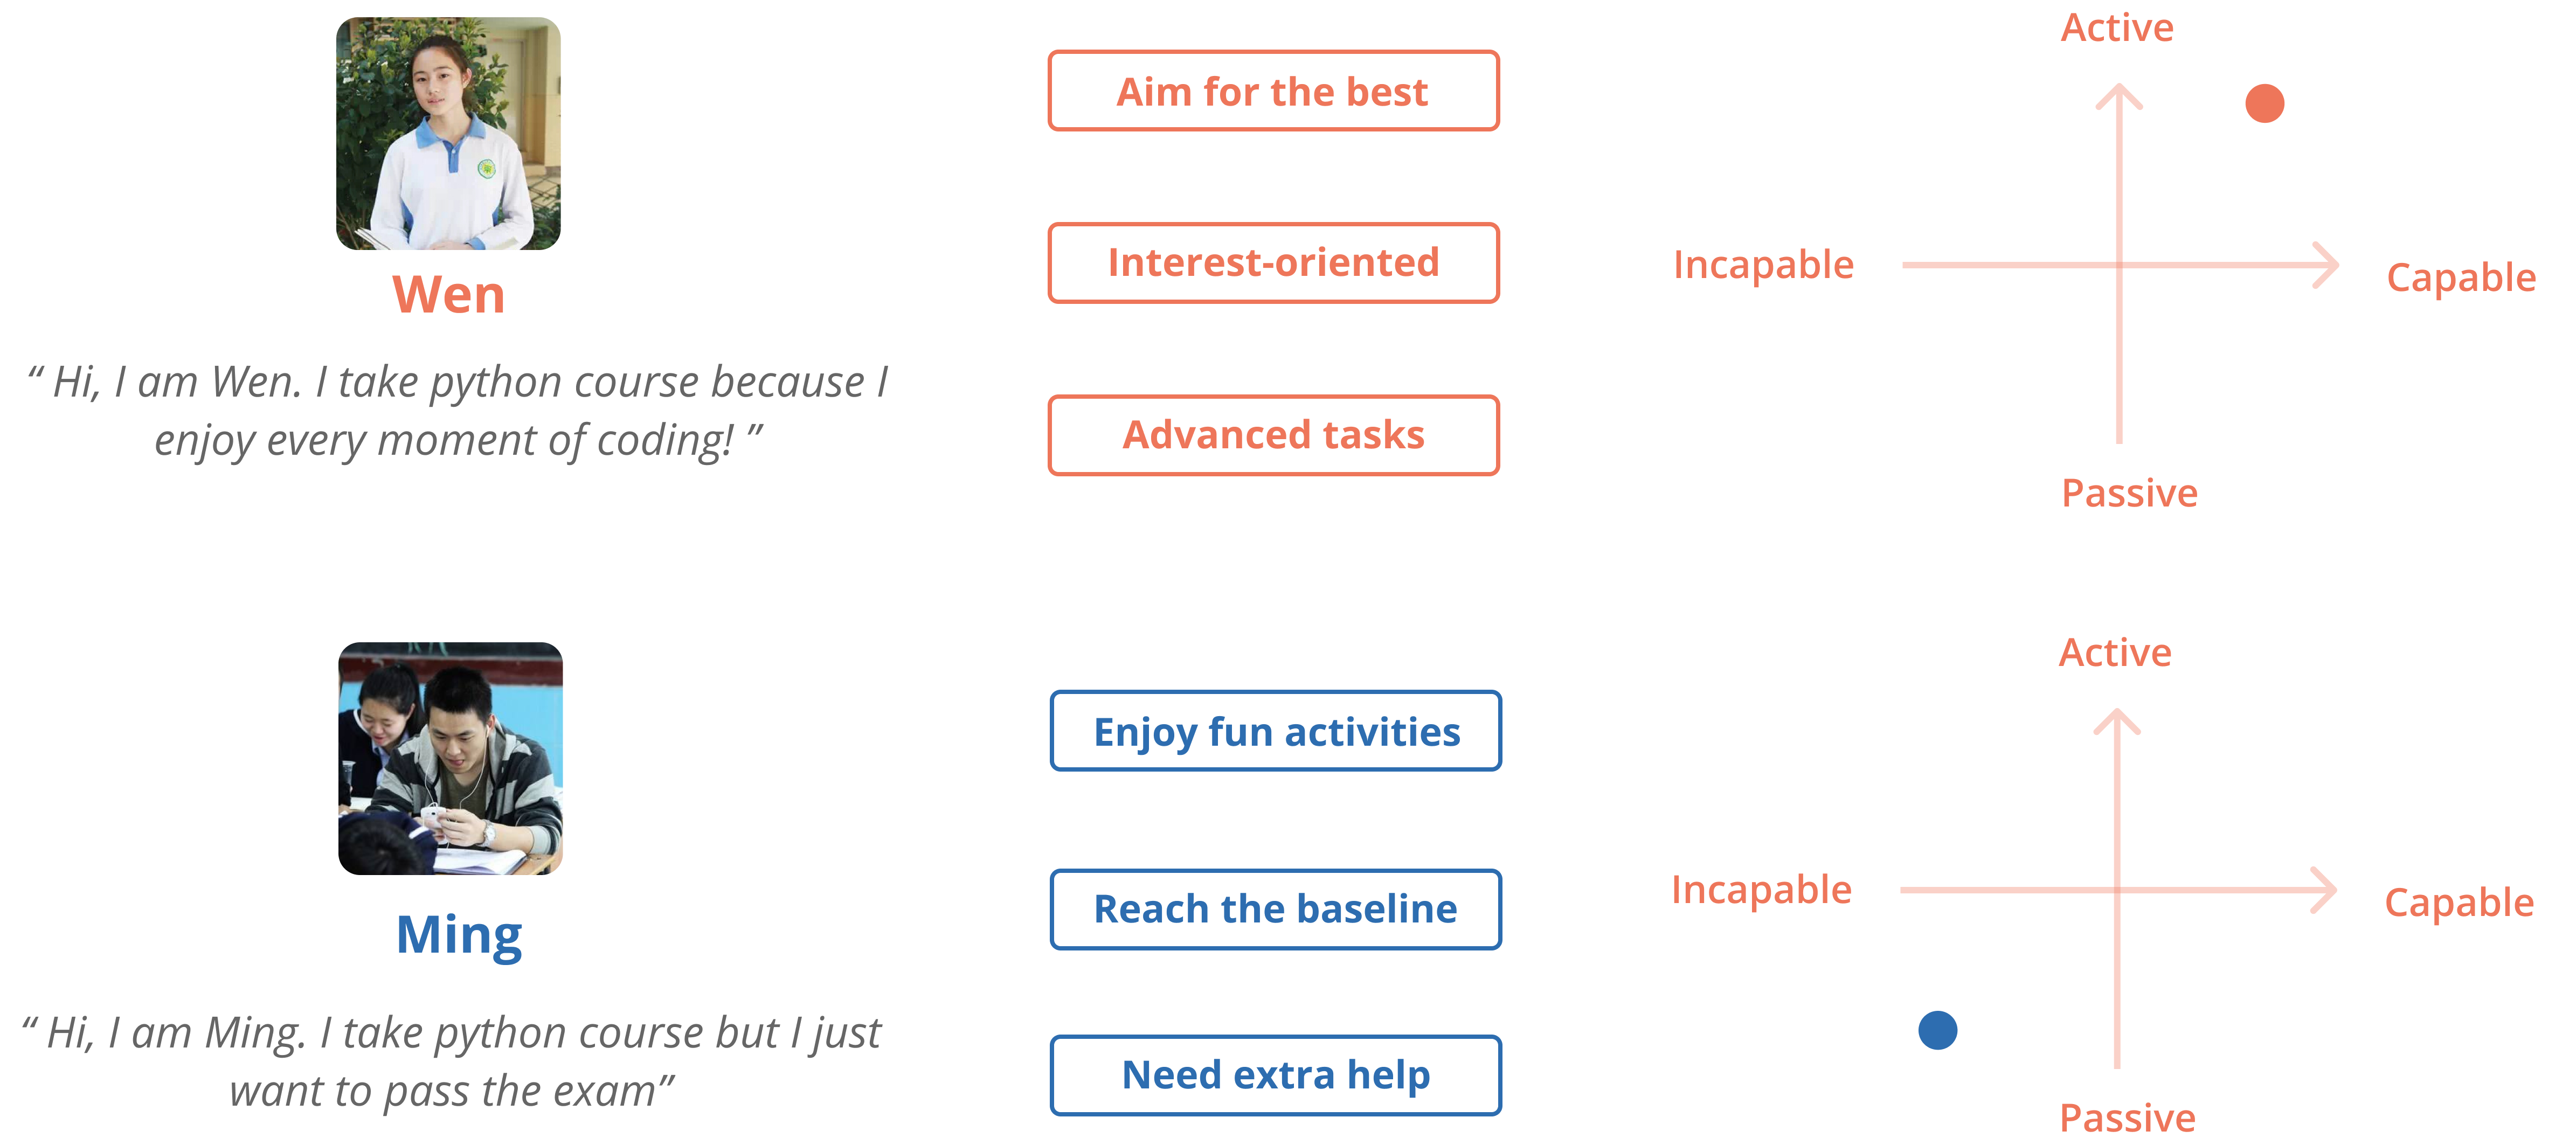 Wen
“ Hi, I am Wen. I take python course because I
enjoy every moment of coding! ”
Aim for the best
Interest-oriented
Advanced tasks
Active
Incapable
Capable
Passive
Ming
“ Hi, I am Ming. I take python course but I just
want to pass the exam”
Enjoy fun activities
Reach the baseline
Need extra help
Active
Incapable
Capable
Passive